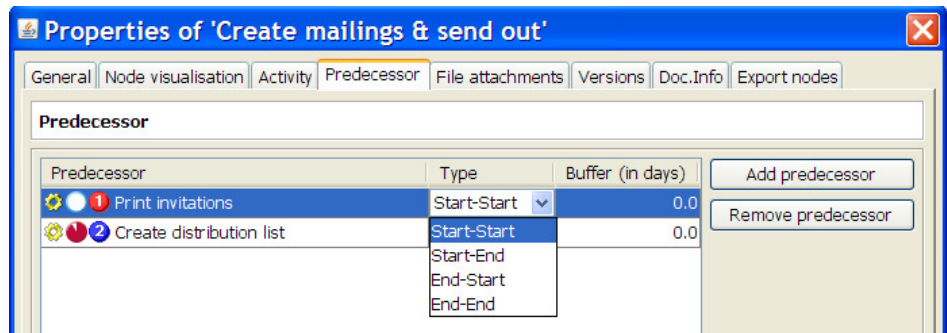 Properties of 'Create mailings & send out'
General Node visualisation Activity Predecessor File attachments Versions Doc.Info Export nodes
Predecessor
Predecessor Type Buffer (in days) Add predecessor
1 Print invitations Start-Start 0.0 Remove predecessor
2 Create distribution list Start-Start 0.0
Start-End
End-Start
End-End